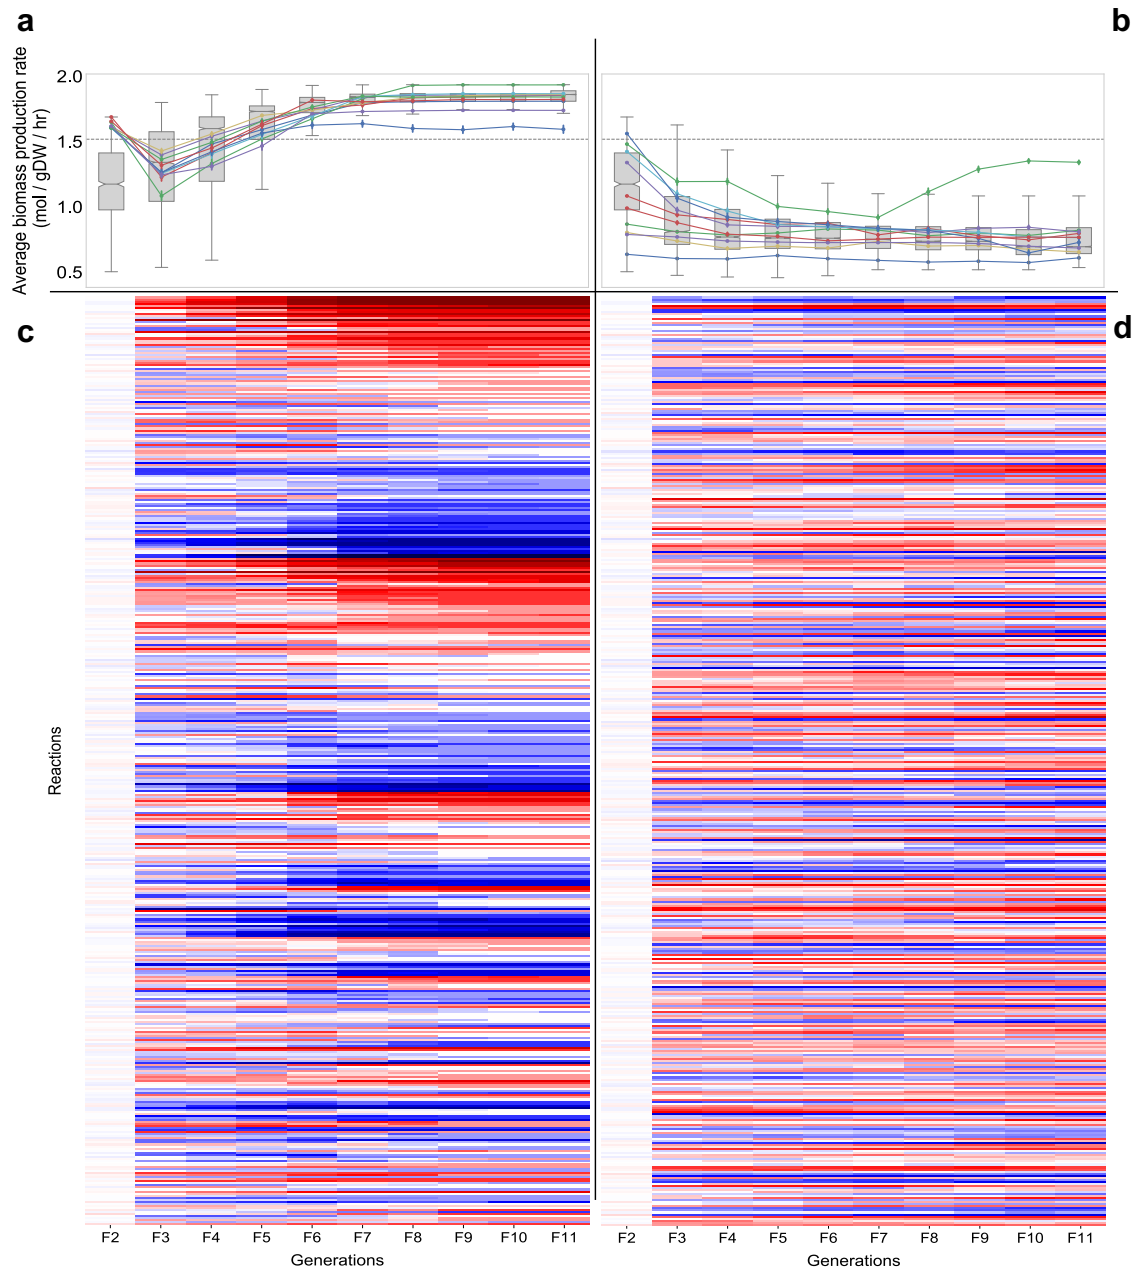 a
b
Average biomass production rate
(mol / gDW / hr)
2.0
1.5
1.0
0.5
c
d
Reactions
F2 F3 F4 F5 F6 F7 F8 F9 F10 F11
Generations
F2 F3 F4 F5 F6 F7 F8 F9 F10 F11
Generations